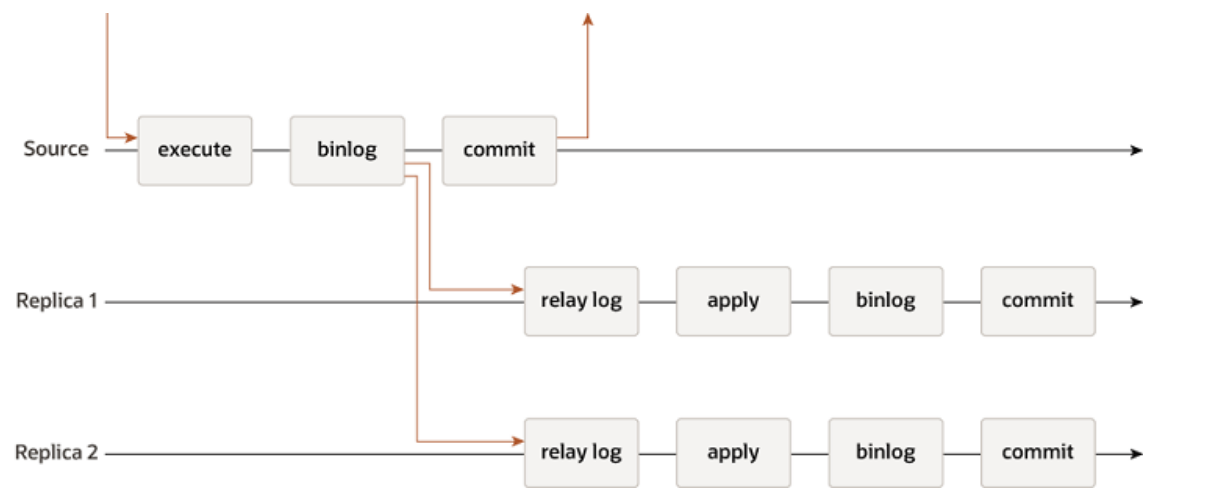 Source execute binlog commit
Replica 1 relay log apply binlog commit
Replica 2 relay log apply binlog commit